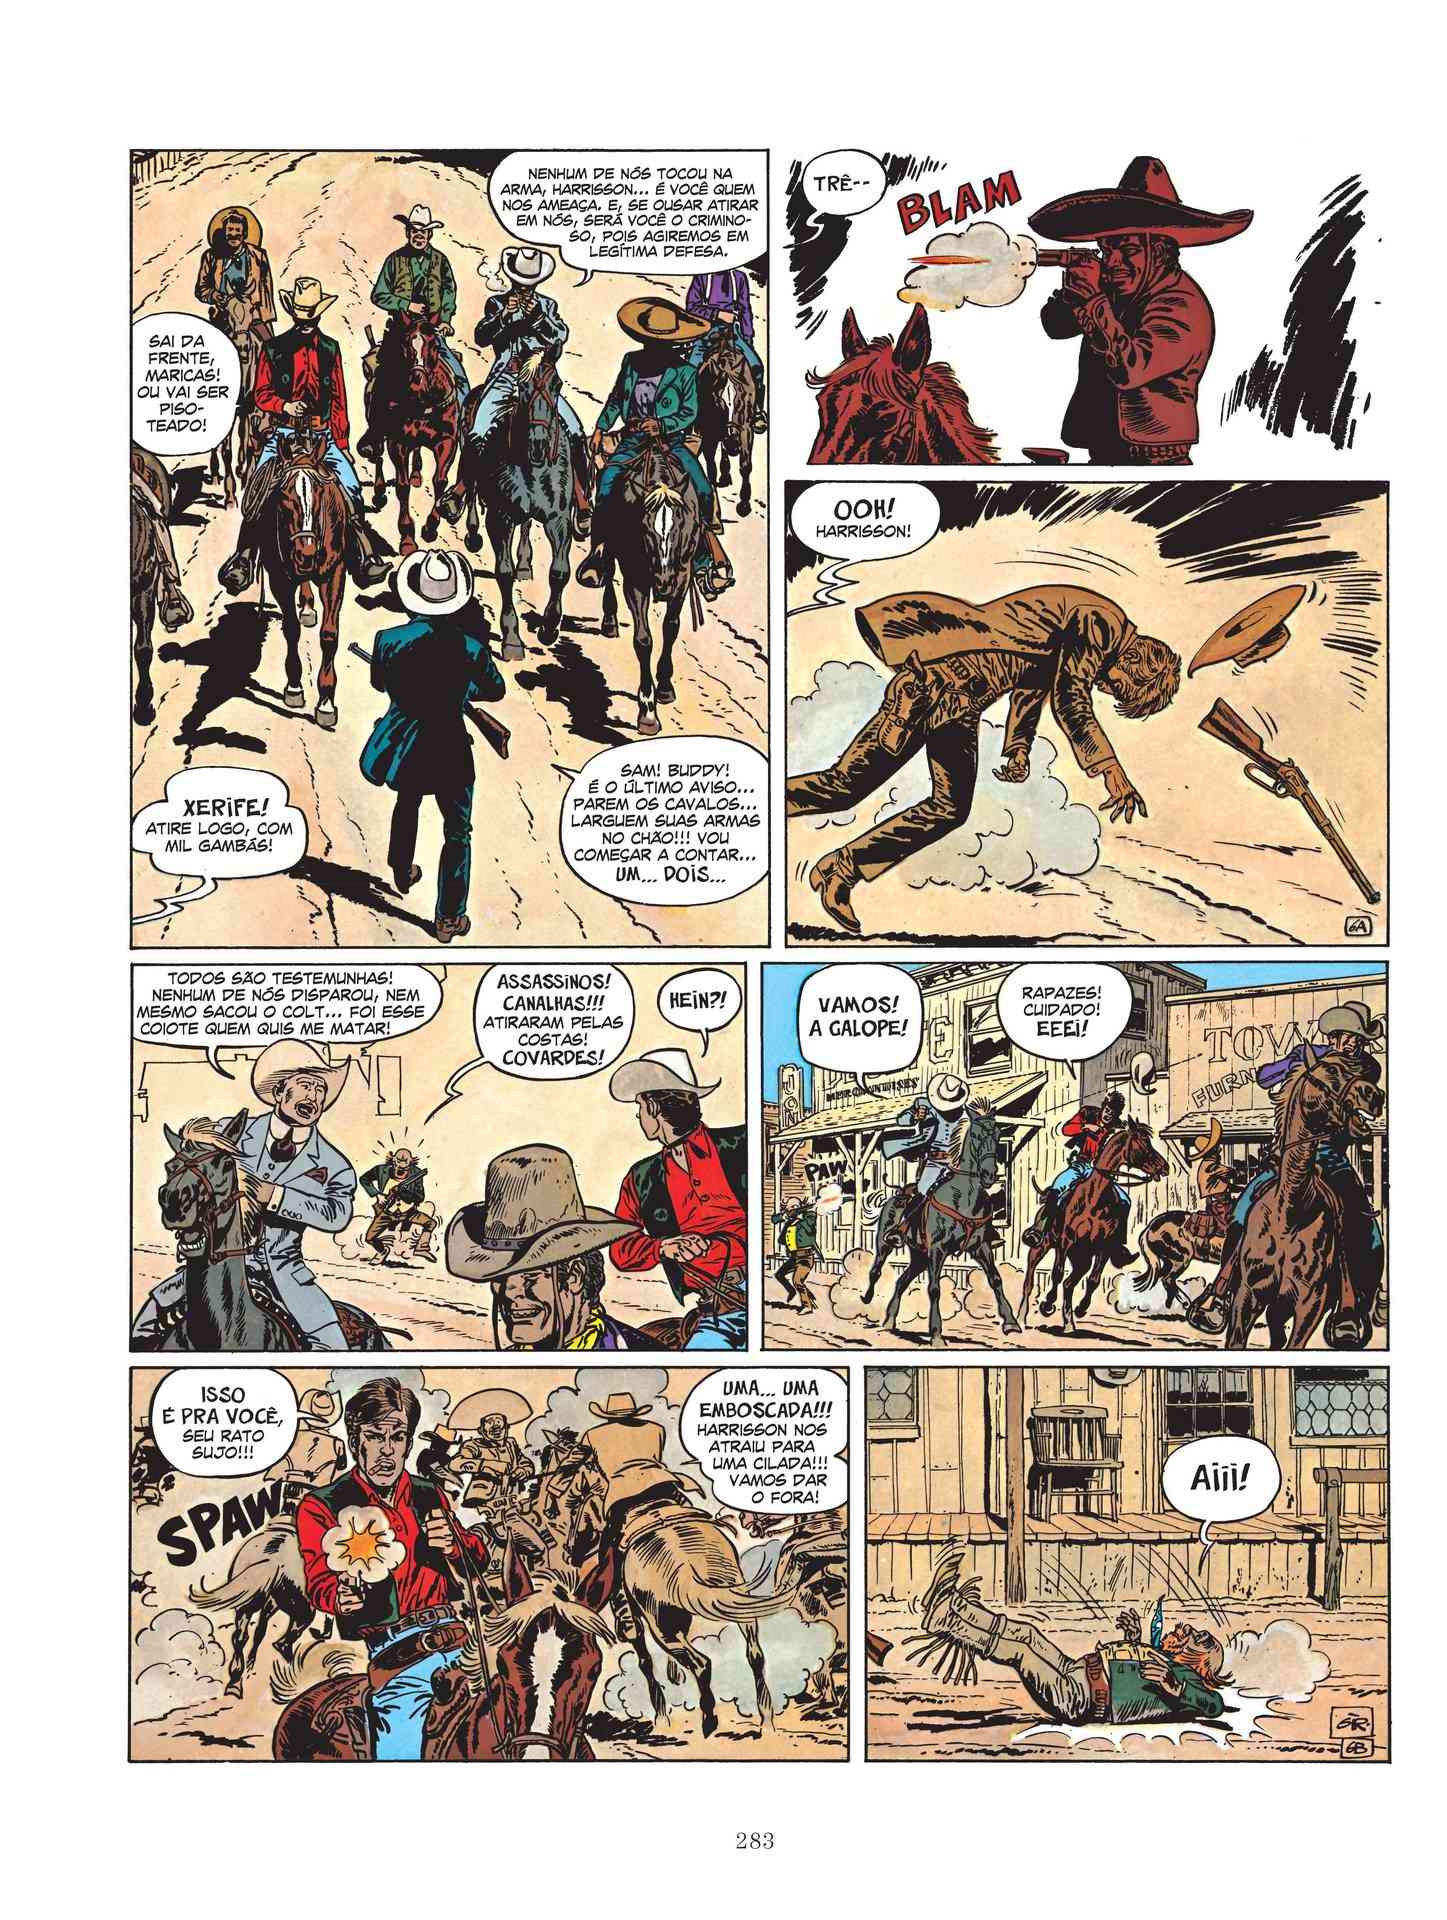 NENHUM DE NÓS TOCOU NA
ARMA, HARRISSON... É VOCÊ QUEM
NOS AMEAÇA. E, SE OUSAR ATIRAR
EM NÓS, SERÁ VOCÊ O CRIMINO-
SO, POIS AGIREMOS EM
LEGÍTIMA DEFESA.
SAI DA
FRENTE,
MARICAS!
OU VAI SER
PISO-
TEADO!
XERIFE!
ATIRE LOGO, COM
MIL GAMBÁS!
SAM! BUDDY!
É O ÚLTIMO AVISO...
PAREM OS CAVALOS...
LARGUEM SUAS ARMAS
NO CHÃO!!! VOU
COMEÇAR A CONTAR...
UM... DOIS...
TRÊ--
BLAM
OOH!
HARRISSON!
6A
TODOS SÃO TESTEMUNHAS!
NENHUM DE NÓS DISPAROU, NEM
MESMO SACOU O COLT... FOI ESSE
COIOTE QUEM QUIS ME MATAR!
ASSASSINOS!
CANALHAS!!!
ATIRARAM PELAS
COSTAS!
COVARDES!
HEIN?!
VAMOS!
A GALOPE!
RAPAZES!
CUIDADO!
EEEI!
PAW
TOW
FURN
ISSO
É PRA VOCÊ,
SEU RATO
SUJO!!!
SPAW
UMA... UMA
EMBOSCADA!!!
HARRISSON NOS
ATRAIU PARA
UMA CILADA!!!
VAMOS DAR
O FORA!
AIIII!
GIR.
6B
283